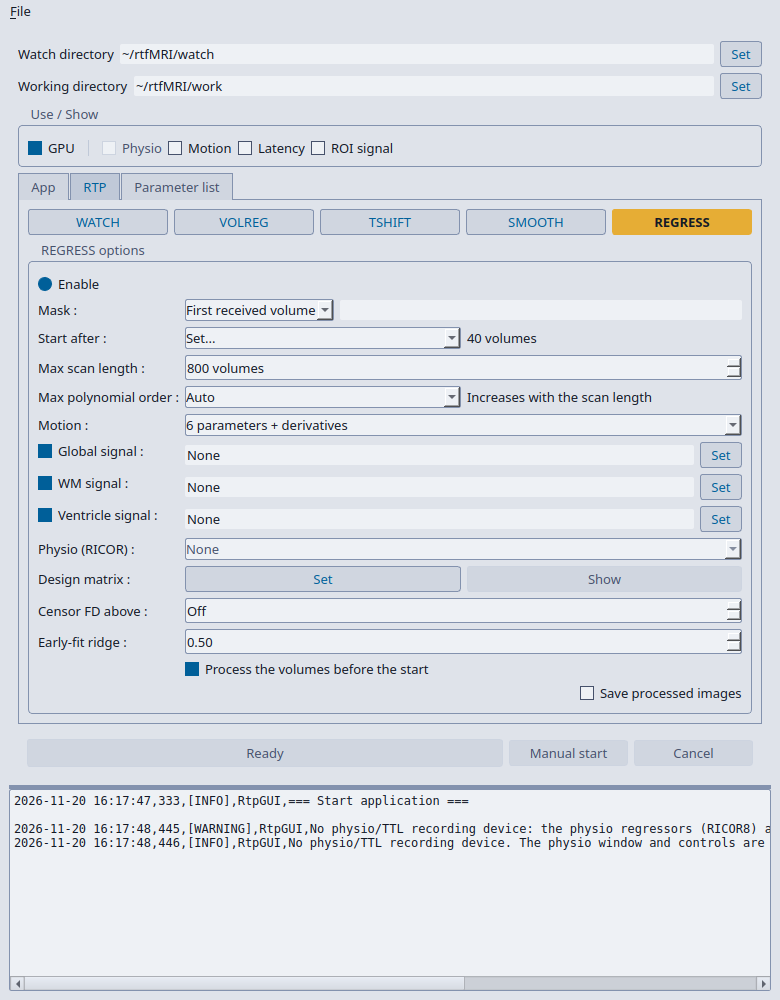 File
Watch directory ~/rtfMRI/watch Set
Working directory ~/rtfMRI/work Set
Use / Show
GPU Physio Motion Latency ROI signal
App RTP Parameter list
WATCH VOLREG TSHIFT SMOOTH REGRESS
REGRESS options
Enable
Mask : First received volume
Start after : Set... 40 volumes
Max scan length : 800 volumes
Max polynomial order : Auto Increases with the scan length
Motion : 6 parameters + derivatives
Global signal : None Set
WM signal : None Set
Ventricle signal : None Set
Physio (RICOR) : None
Design matrix : Set Show
Censor FD above : Off
Early-fit ridge : 0.50
Process the volumes before the start
Save processed images
Ready Manual start Cancel
2026-11-20 16:17:47,333,[INFO],RtpGUI,=== Start application ===
2026-11-20 16:17:48,445,[WARNING],RtpGUI,No physio/TTL recording device: the physio regressors (RICOR8) a
2026-11-20 16:17:48,446,[INFO],RtpGUI,No physio/TTL recording device. The physio window and controls are